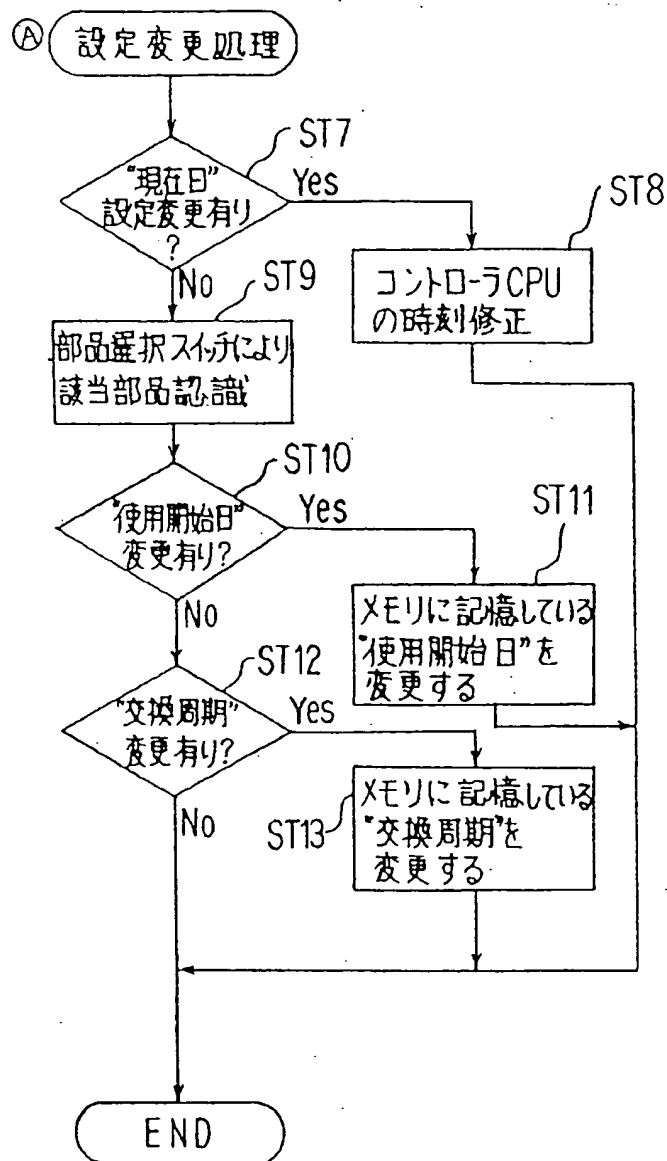 Ⓐ 設定変更処理
ST7
“現在日”
設定変更有り
?
Yes
No
ST8
コントローラCPU
の時刻修正
ST9
部品選択スイッチにより
該当部品認識
ST10
“使用開始日”
変更有り?
Yes
No
ST11
メモリに記憶している
“使用開始日”を
変更する
ST12
“交換周期”
変更有り?
Yes
No
ST13
メモリに記憶している
“交換周期”を
変更する
END